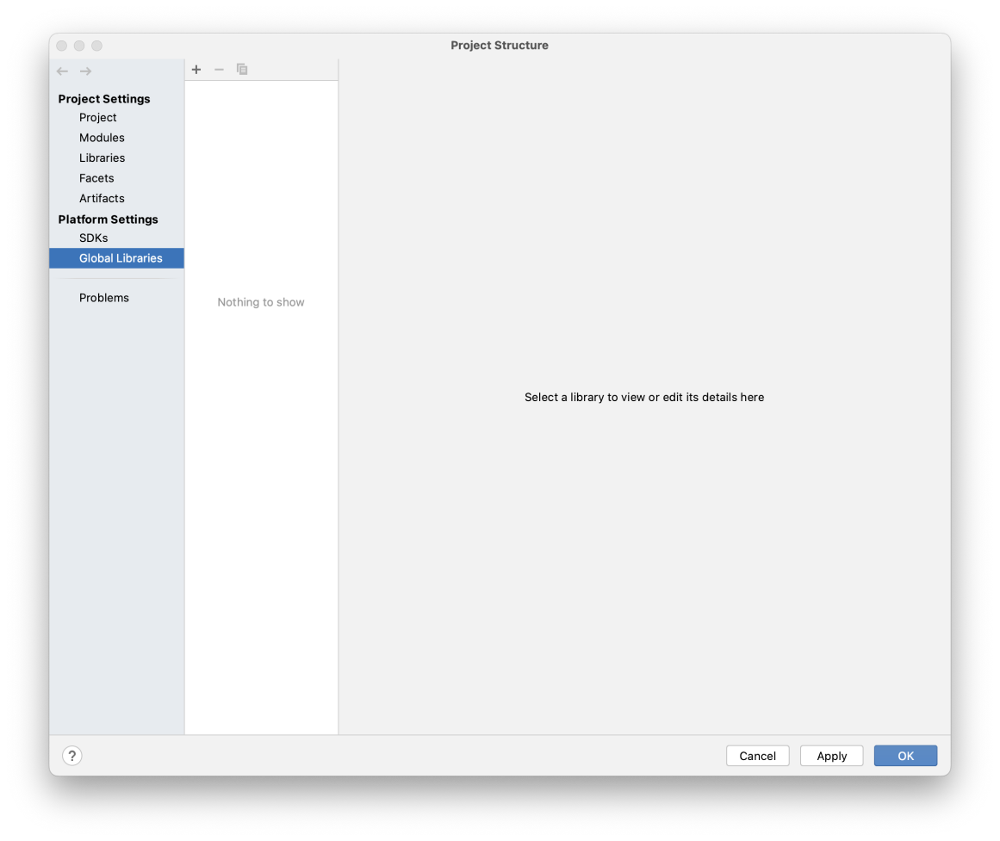 Project Structure
Project Settings
Project
Modules
Libraries
Facets
Artifacts
Platform Settings
SDKs
Global Libraries
Problems
Nothing to show
Select a library to view or edit its details here
?
Cancel
Apply
OK